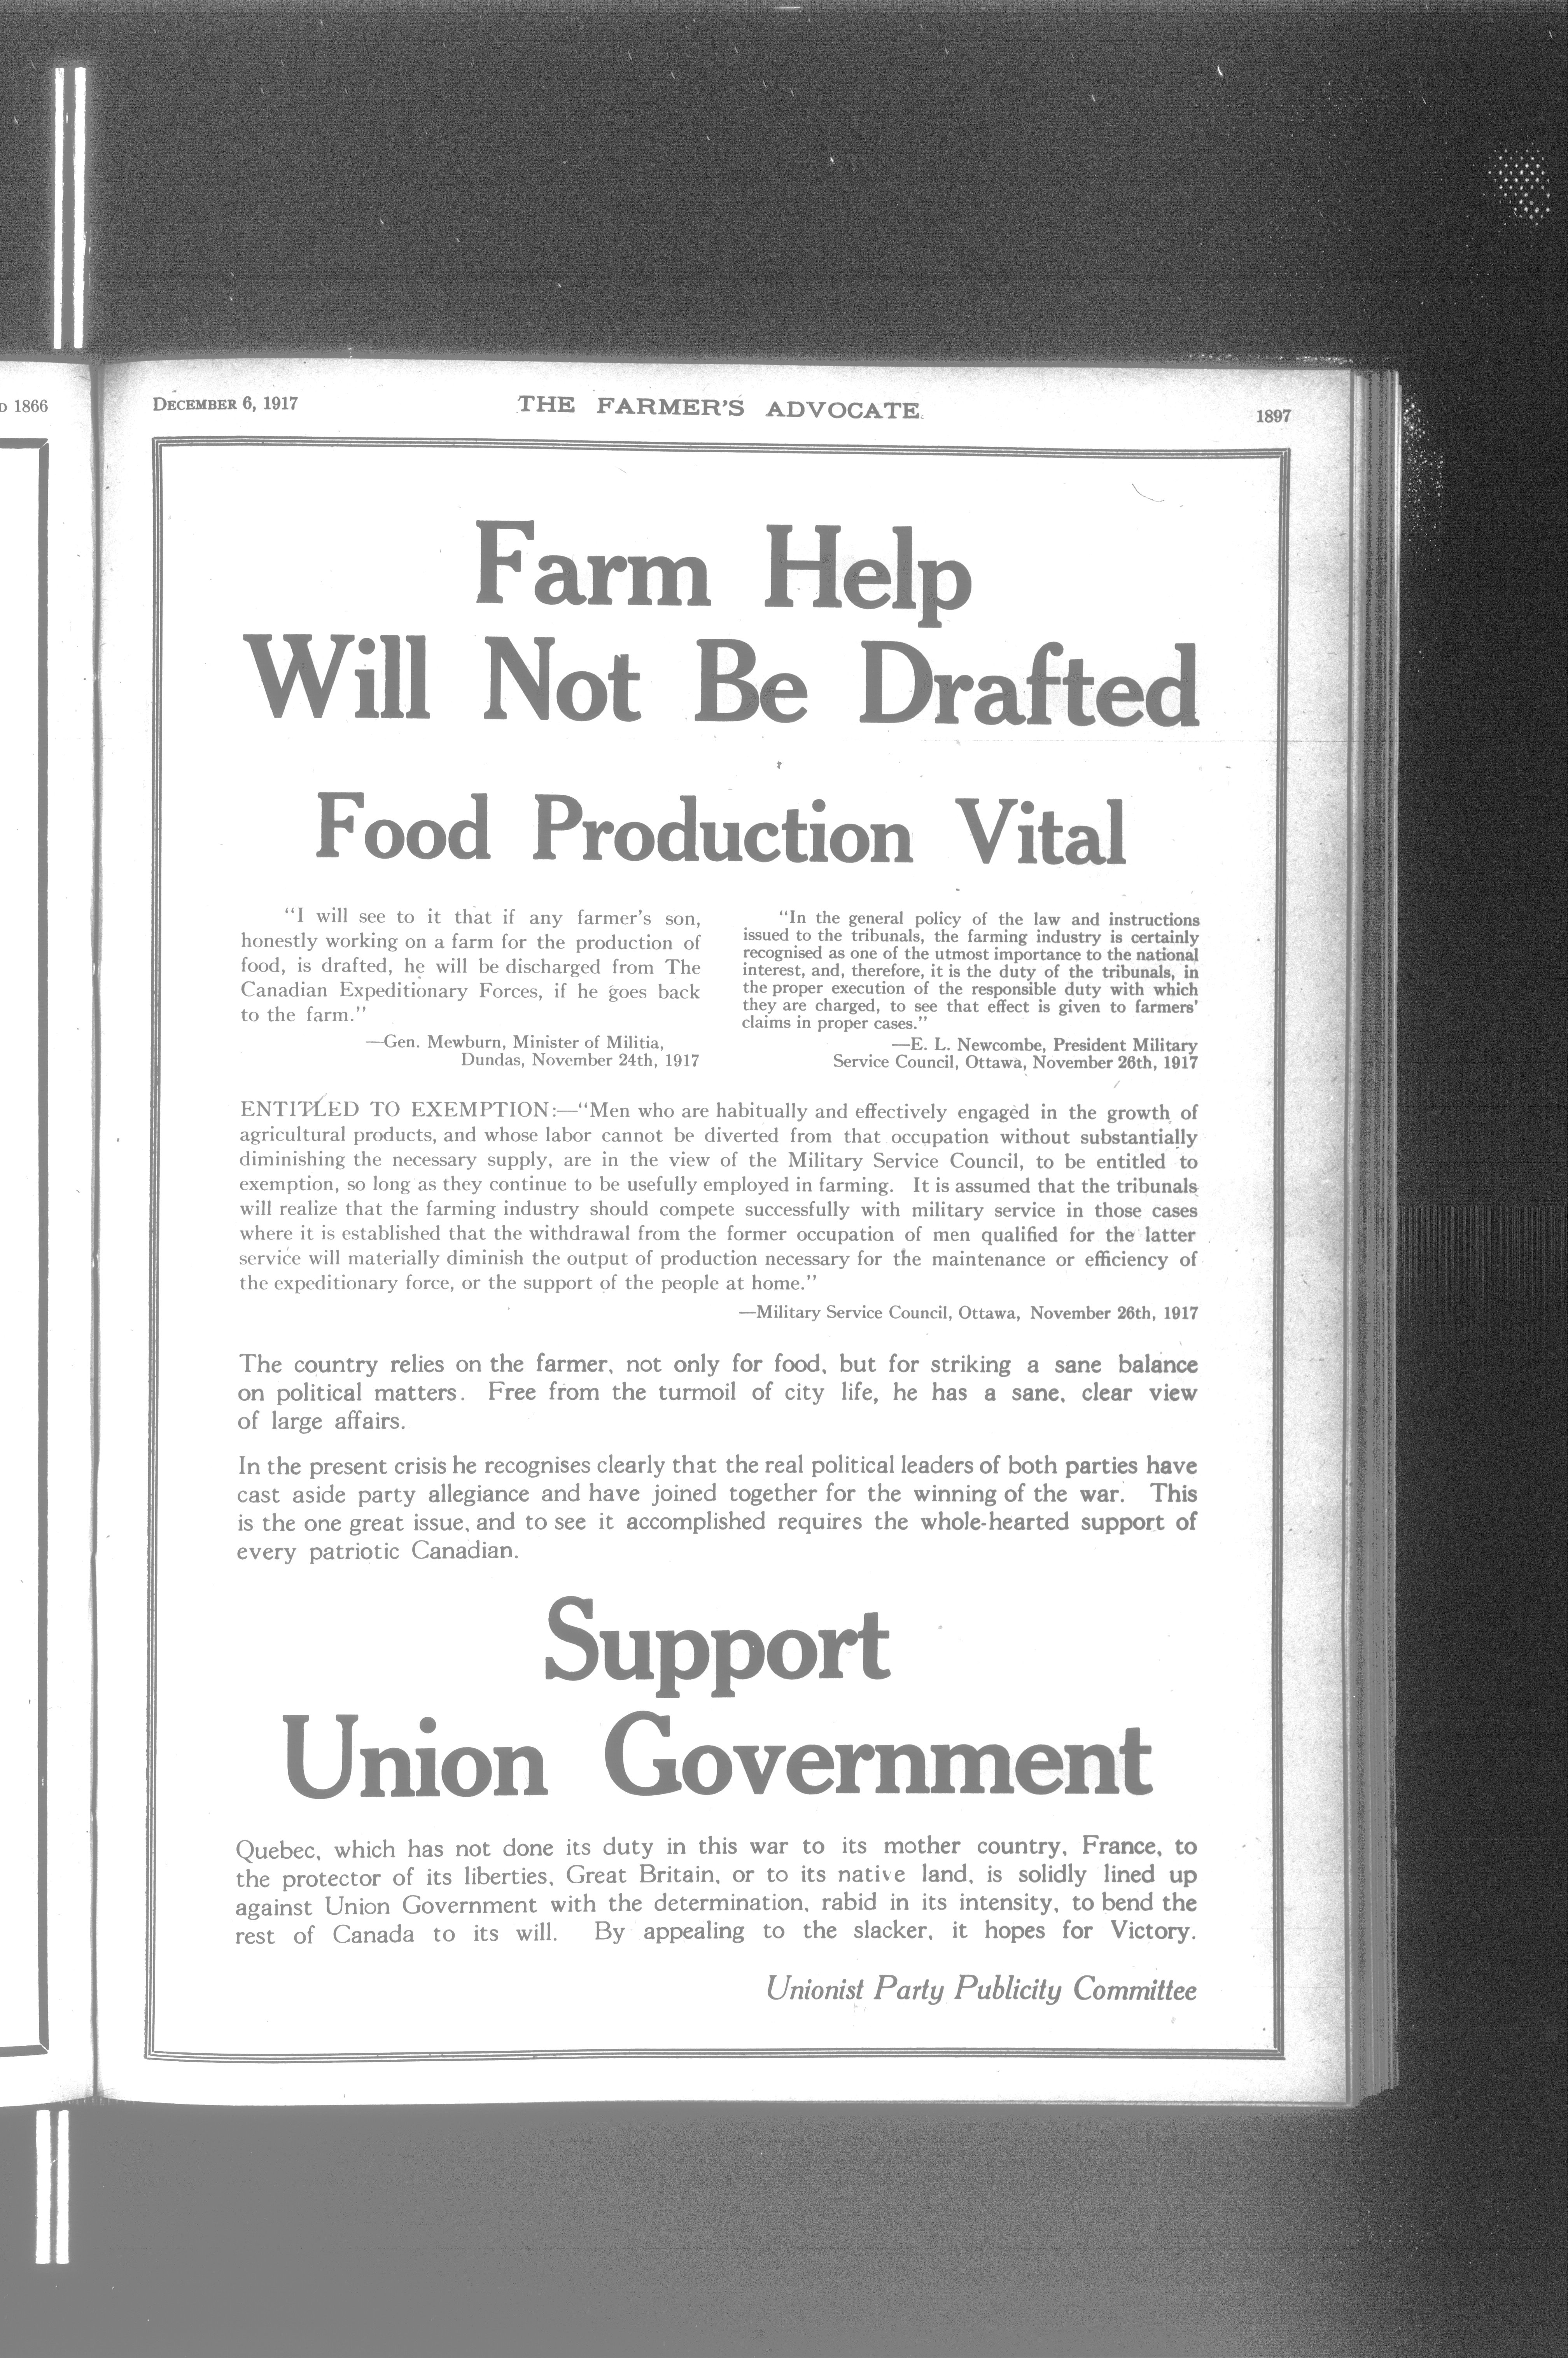 D 1866
DECEMBER 6, 1917
THE FARMER'S ADVOCATE.
1897
Farm Help
Will Not Be Drafted
Food Production Vital
"I will see to it that if any farmer's son,
honestly working on a farm for the production of
food, is drafted, he will be discharged from The
Canadian Expeditionary Forces, if he goes back
to the farm."
—Gen. Mewburn, Minister of Militia,
Dundas, November 24th, 1917
"In the general policy of the law and instructions
issued to the tribunals, the farming industry is certainly
recognised as one of the utmost importance to the national
interest, and, therefore, it is the duty of the tribunals, in
the proper execution of the responsible duty with which
they are charged, to see that effect is given to farmers'
claims in proper cases."
—E. L. Newcombe, President Military
Service Council, Ottawa, November 26th, 1917
ENTITLED TO EXEMPTION:—"Men who are habitually and effectively engaged in the growth of
agricultural products, and whose labor cannot be diverted from that occupation without substantially
diminishing the necessary supply, are in the view of the Military Service Council, to be entitled to
exemption, so long as they continue to be usefully employed in farming. It is assumed that the tribunals
will realize that the farming industry should compete successfully with military service in those cases
where it is established that the withdrawal from the former occupation of men qualified for the latter
service will materially diminish the output of production necessary for the maintenance or efficiency of
the expeditionary force, or the support of the people at home."
—Military Service Council, Ottawa, November 26th, 1917
The country relies on the farmer, not only for food, but for striking a sane balance
on political matters. Free from the turmoil of city life, he has a sane, clear view
of large affairs.
In the present crisis he recognises clearly that the real political leaders of both parties have
cast aside party allegiance and have joined together for the winning of the war. This
is the one great issue, and to see it accomplished requires the whole-hearted support of
every patriotic Canadian.
Support
Union Government
Quebec, which has not done its duty in this war to its mother country, France, to
the protector of its liberties, Great Britain, or to its native land, is solidly lined up
against Union Government with the determination, rabid in its intensity, to bend the
rest of Canada to its will. By appealing to the slacker, it hopes for Victory.
Unionist Party Publicity Committee